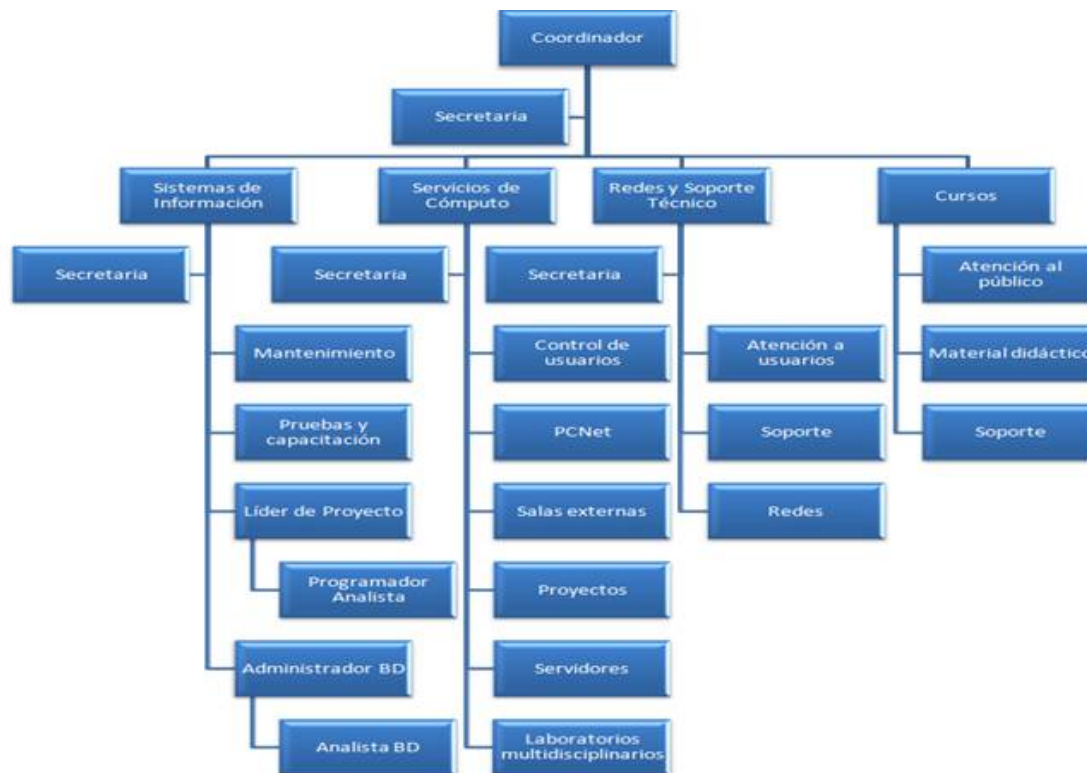 Coordinador
Secretaria
Sistemas de
Información
Servicios de
Cómputo
Redes y Soporte
Técnico
Cursos
Secretaria
Secretaria
Secretaria
Atención al
público
Mantenimiento
Control de
usuarios
Atención a
usuarios
Material didáctico
Pruebas y
capacitación
PCNet
Soporte
Soporte
Líder de Proyecto
Salas externas
Redes
Programador
Analista
Proyectos
Administrador BD
Servidores
Analista BD
Laboratorios
multidisciplinarios